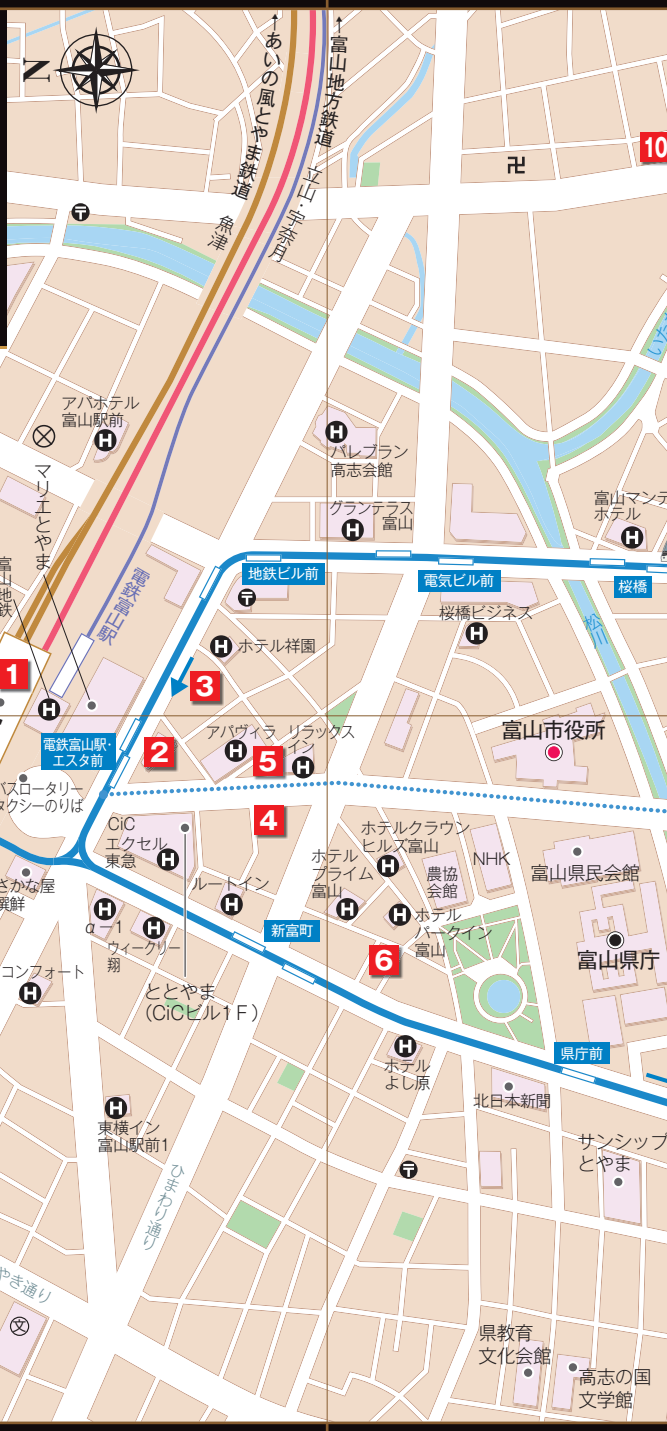 N
←あいの風とやま鉄道
魚津
←富山地方鉄道
立山・宇奈月
卍
10
〒
アパホテル
富山駅前
H
マリエとやま
H
パレブラン
高志会館
グランテラス
富山
H
富山マンテ
ホテル
H
富山地鉄
電鉄富山駅
地鉄ビル前
電気ビル前
桜橋
〒
桜橋ビジネス
H
松川
いた
H
ホテル祥園
1
3
H
電鉄富山駅・
エスタ前
2
アパヴィラ
H
5
リラックス
イン
H
富山市役所
バスロータリー
タクシーのりば
4
CiC
エクセル
東急
H
ホテルクラウン
ヒルズ富山
H
NHK
富山県民会館
ホテル
プライム
富山
H
農協
会館
さかな屋
撰鮮
ルートイン
H
H
α−1
H
ウィークリー
翔
新富町
H
ホテル
パークイン
富山
6
富山県庁
コンフォート
H
ととやま
(CiCビル1F)
H
ホテル
よし原
県庁前
北日本新聞
H
東横イン
富山駅前1
サンシップ
とやま
〒
ひまわり通り
やき通り
文
県教育
文化会館
高志の国
文学館